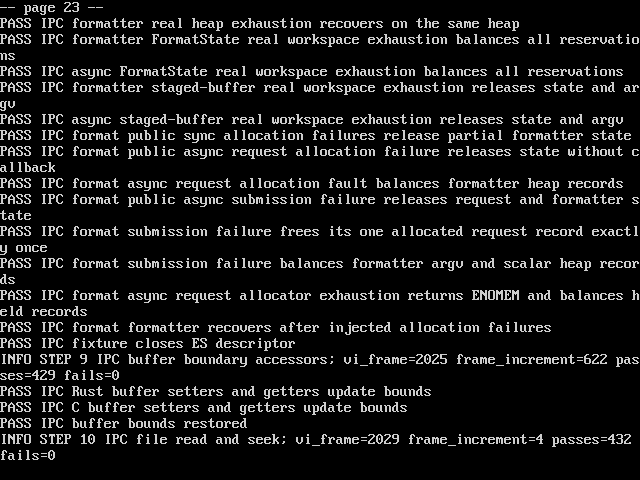 -- page 23 --
PASS IPC formatter real heap exhaustion recovers on the same heap
PASS IPC formatter FormatState real workspace exhaustion balances all reservatio
ns
PASS IPC async FormatState real workspace exhaustion balances all reservations
PASS IPC formatter staged-buffer real workspace exhaustion releases state and ar
gv
PASS IPC async staged-buffer real workspace exhaustion releases state and argv
PASS IPC format public sync allocation failures release partial formatter state
PASS IPC format public async request allocation failure releases state without c
allback
PASS IPC format async request allocation fault balances formatter heap records
PASS IPC format public async submission failure releases request and formatter s
tate
PASS IPC format submission failure frees its one allocated request record exactl
y once
PASS IPC format submission failure balances formatter argv and scalar heap recor
ds
PASS IPC format async request allocator exhaustion returns ENOMEM and balances h
eld records
PASS IPC format formatter recovers after injected allocation failures
PASS IPC fixture closes ES descriptor
INFO STEP 9 IPC buffer boundary accessors; vi_frame=2025 frame_increment=622 pas
ses=429 fails=0
PASS IPC Rust buffer setters and getters update bounds
PASS IPC C buffer setters and getters update bounds
PASS IPC buffer bounds restored
INFO STEP 10 IPC file read and seek; vi_frame=2029 frame_increment=4 passes=432
fails=0